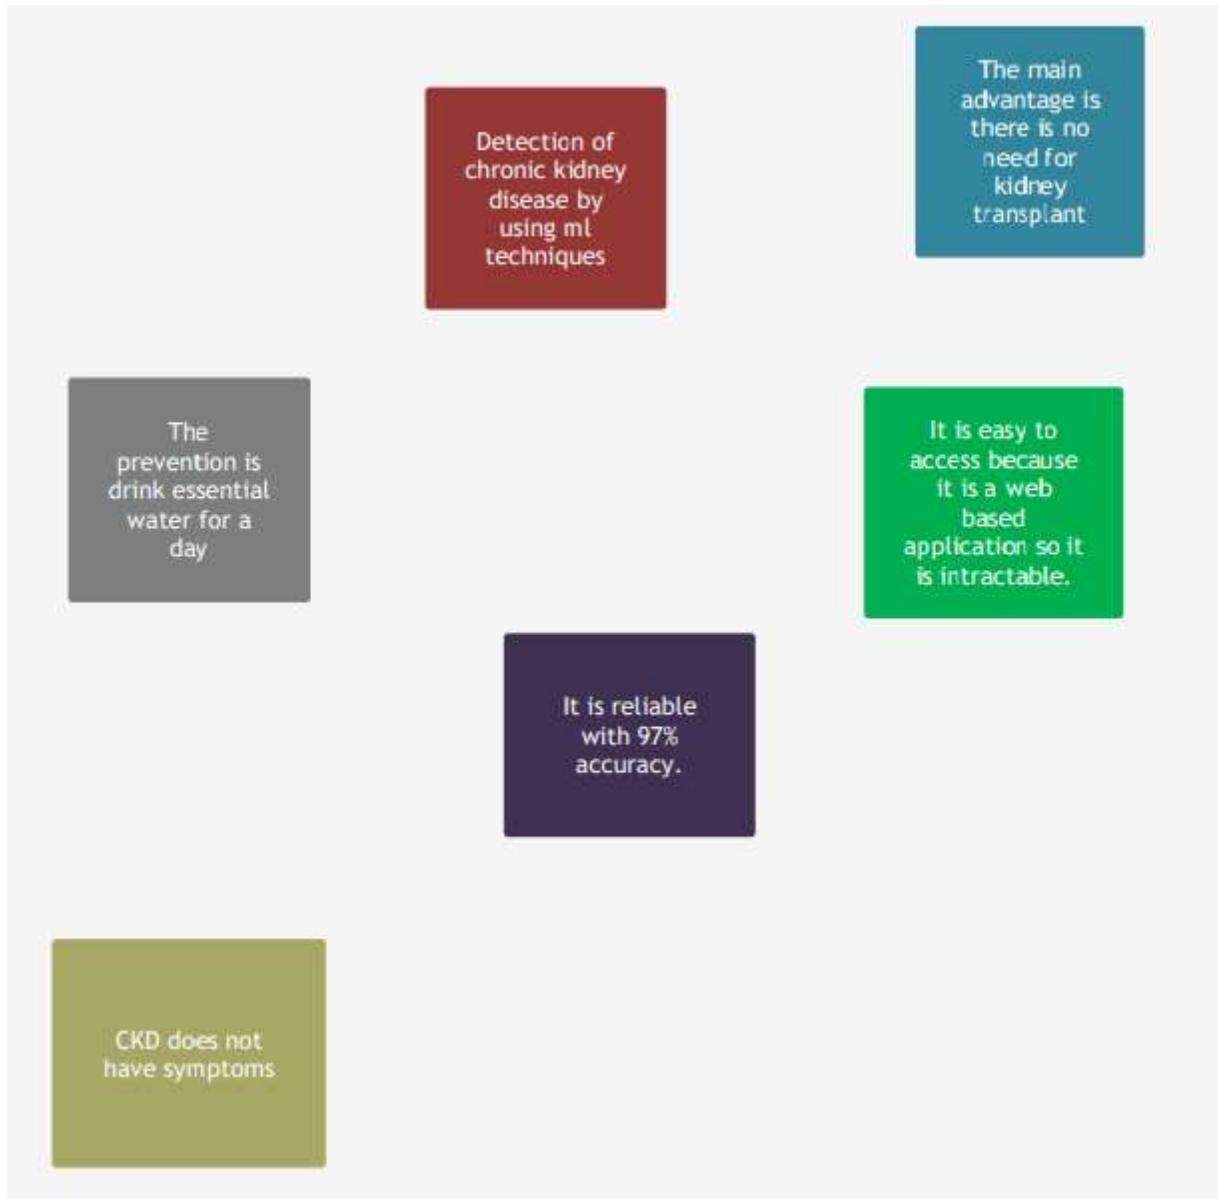 The main
advantage is
there is no
need for
kidney
transplant
Detection of
chronic kidney
disease by
using ml
techniques
The
prevention is
drink essential
water for a
day
It is easy to
access because
it is a web
based
application so it
is intractable.
It is reliable
with 97%
accuracy.
CKD does not
have symptoms